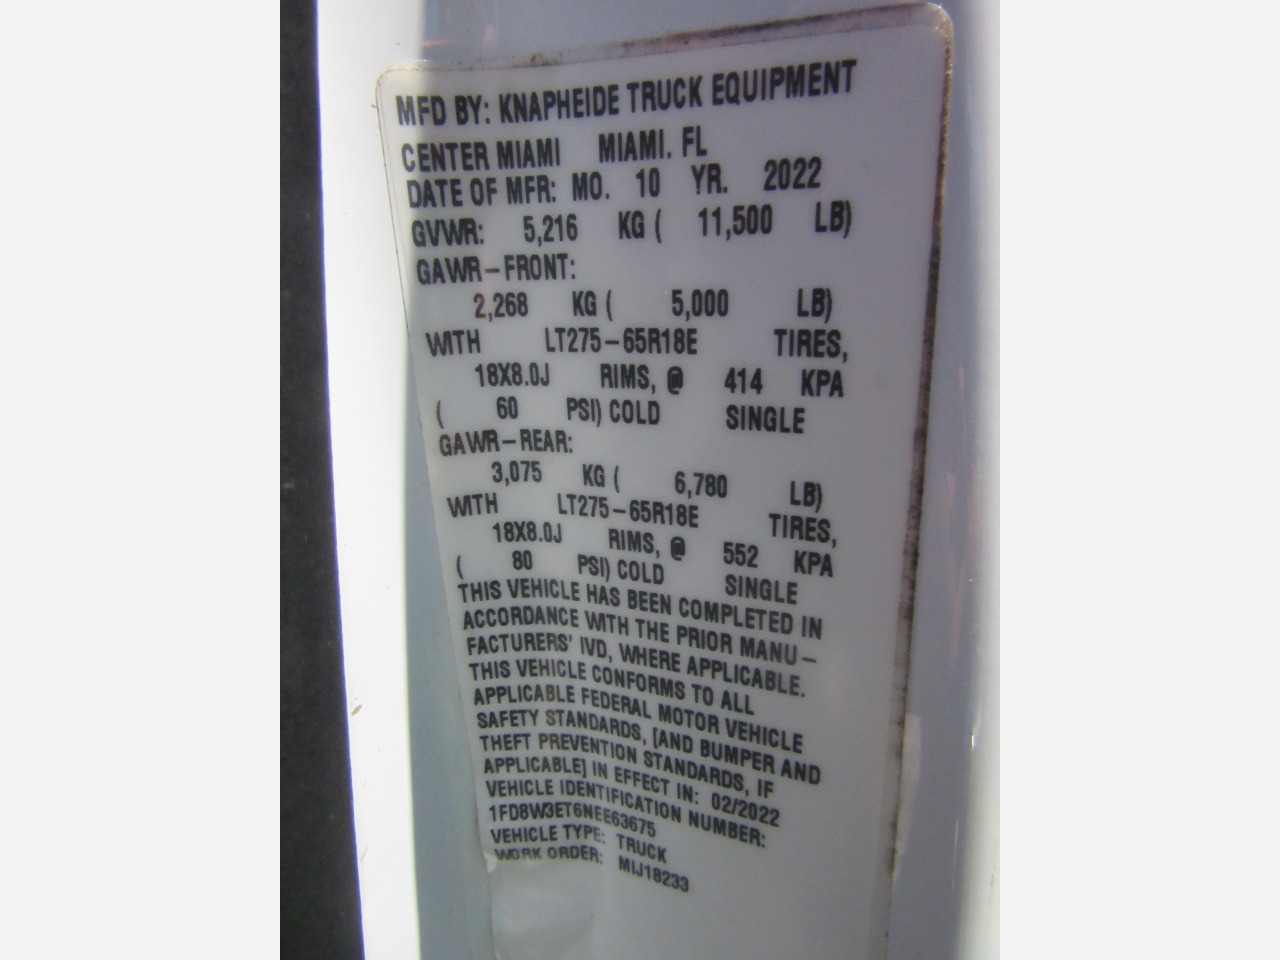 MFD BY: KNAPHEIDE TRUCK EQUIPMENT
CENTER MIAMI MIAMI. FL
DATE OF MFR: MO. 10 YR. 2022
GVWR: 5,216 KG ( 11,500 LB)
GAWR-FRONT:
2,268 KG ( 5,000 LB)
WITH LT275-65R18E TIRES,
18X8.0J RIMS, @ 414 KPA
( 60 PSI) COLD SINGLE
GAWR-REAR:
3,075 KG ( 6,780 LB)
WITH LT275-65R18E TIRES,
18X8.0J RIMS, @ 552 KPA
( 80 PSI) COLD SINGLE
THIS VEHICLE HAS BEEN COMPLETED IN
ACCORDANCE WITH THE PRIOR MANU-
FACTURERS' IVD, WHERE APPLICABLE.
THIS VEHICLE CONFORMS TO ALL
APPLICABLE FEDERAL MOTOR VEHICLE
SAFETY STANDARDS, [AND BUMPER AND
THEFT PREVENTION STANDARDS, IF
APPLICABLE] IN EFFECT IN: 02/2022
VEHICLE IDENTIFICATION NUMBER:
1FD8W3ET6NEE63675
VEHICLE TYPE: TRUCK
WORK ORDER: MIJ18233